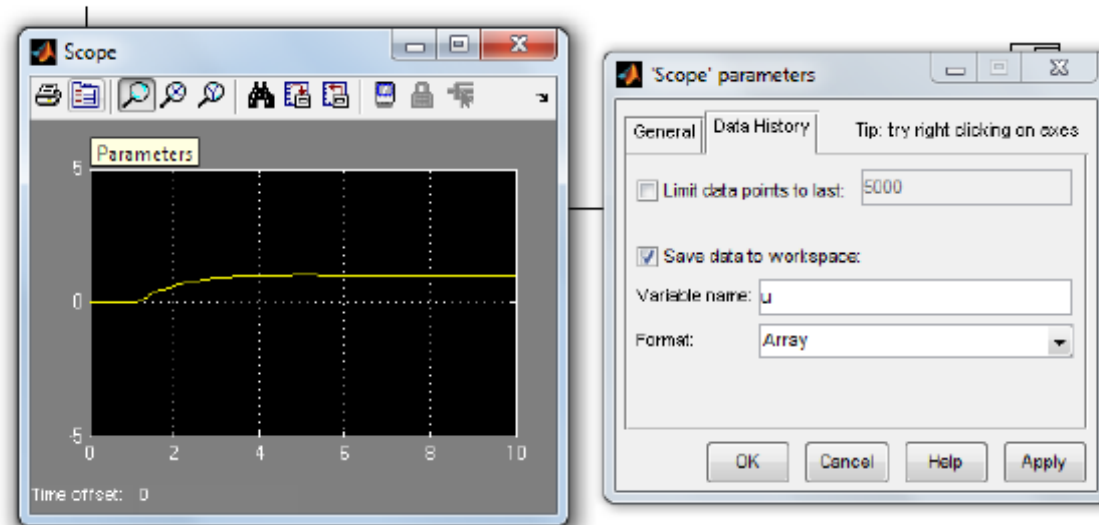 Scope
Parameters
5
0
-5
0 2 4 6 8 10
Time offset: 0
'Scope' parameters
General Data History Tip: try right clicking on axes
Limit data points to last: 5000
Save data to workspace:
Variable name: u
Format: Array
OK Cancel Help Apply